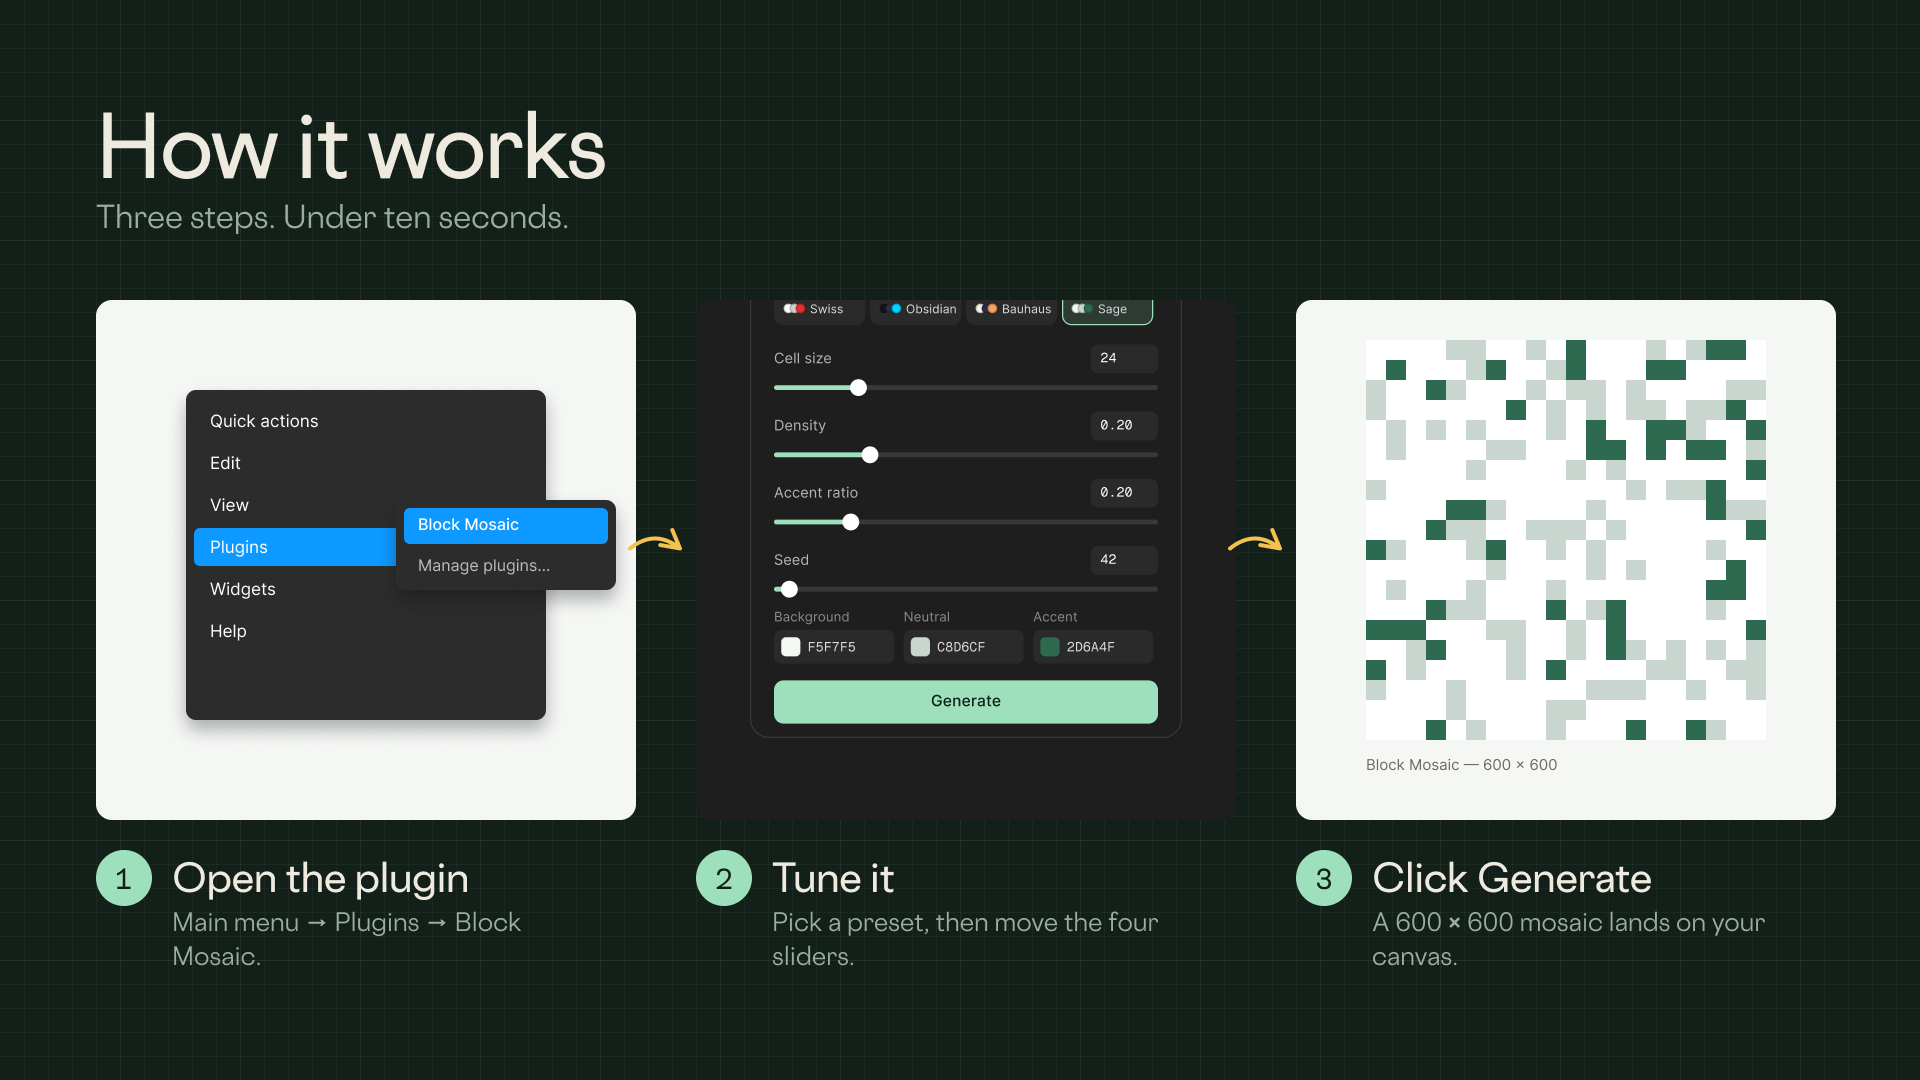 How it works
Three steps. Under ten seconds.
Quick actions
Edit
View
Plugins
Widgets
Help
Block Mosaic
Manage plugins...
Swiss
Obsidian
Bauhaus
Sage
Cell size
24
Density
0.20
Accent ratio
0.20
Seed
42
Background
Neutral
Accent
F5F7F5
C8D6CF
2D6A4F
Generate
Block Mosaic — 600 × 600
1
Open the plugin
Main menu → Plugins → Block
Mosaic.
2
Tune it
Pick a preset, then move the four
sliders.
3
Click Generate
A 600 × 600 mosaic lands on your
canvas.